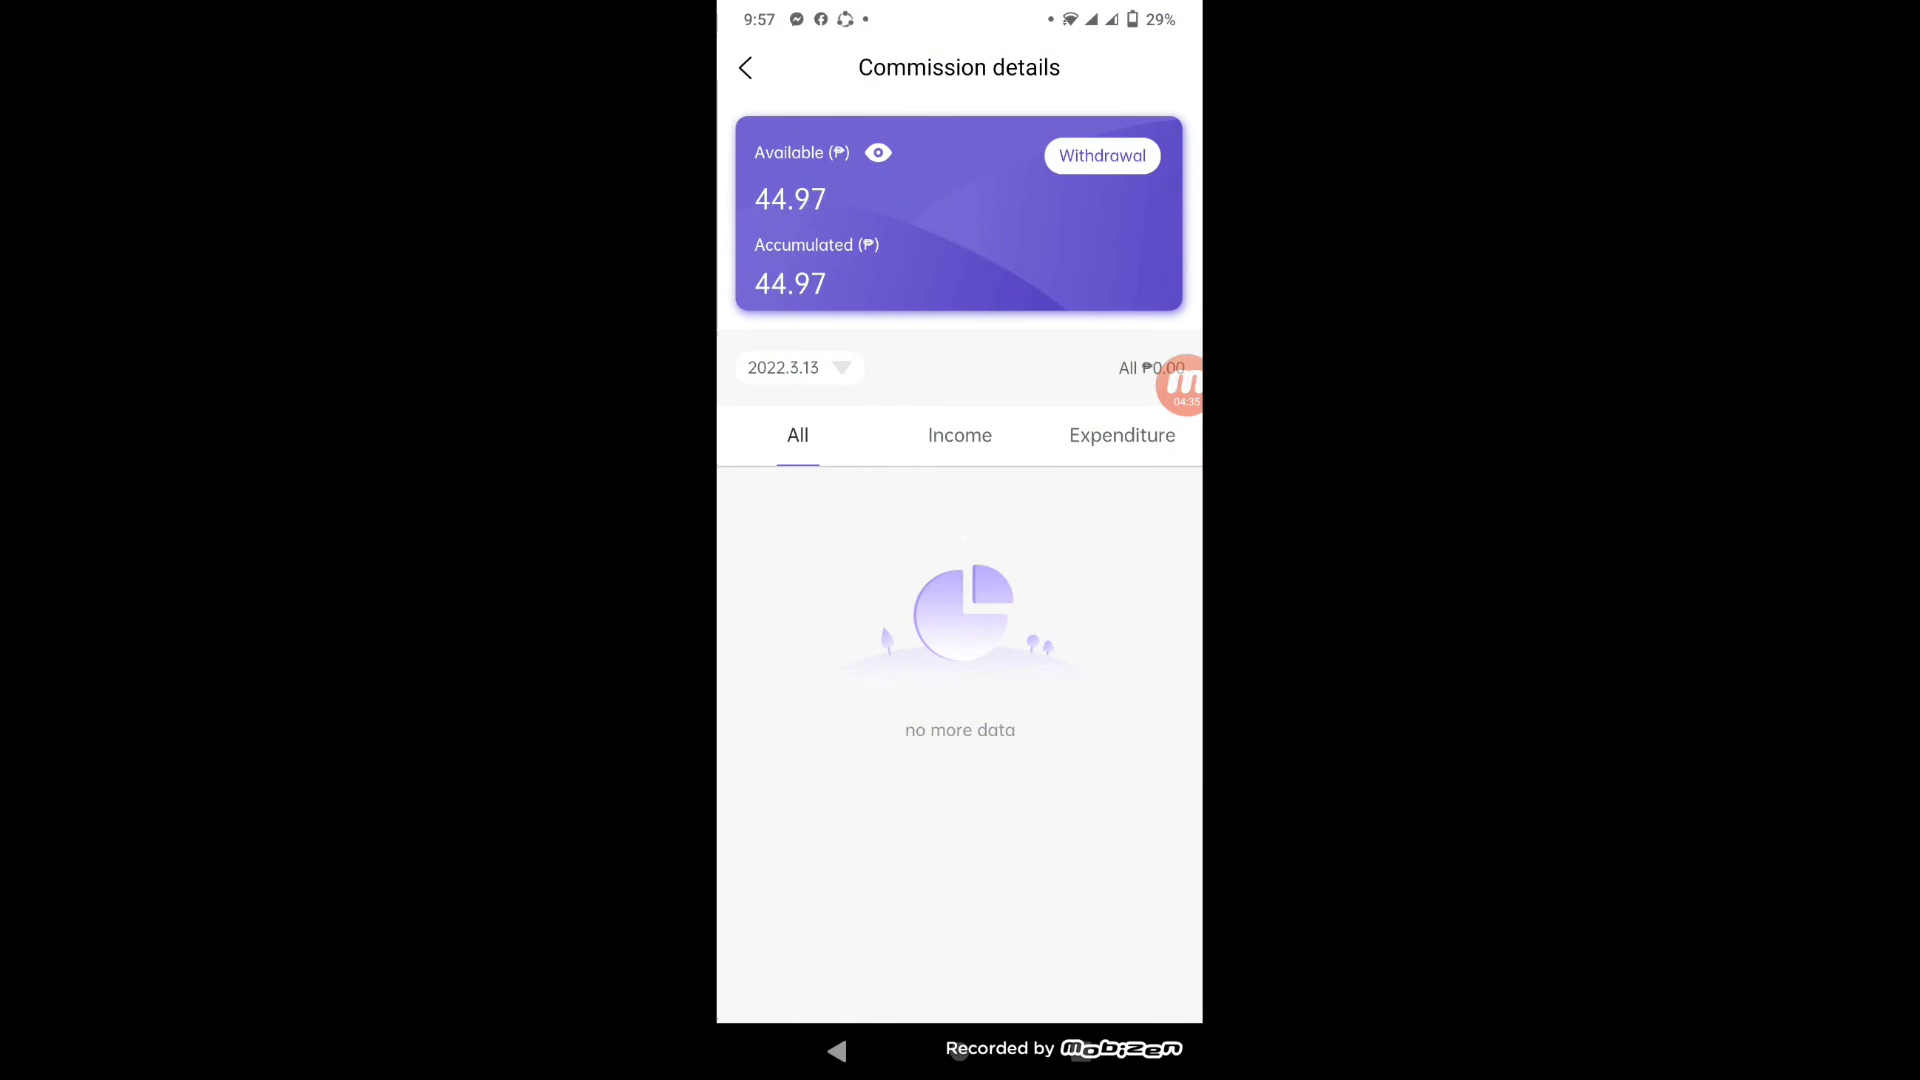 9:57 29%
Commission details
Available (₱)
Withdrawal
44.97
Accumulated (₱)
44.97
2022.3.13
All ₱0.00
m
04:35
All Income Expenditure
no more data
Recorded by mobizen